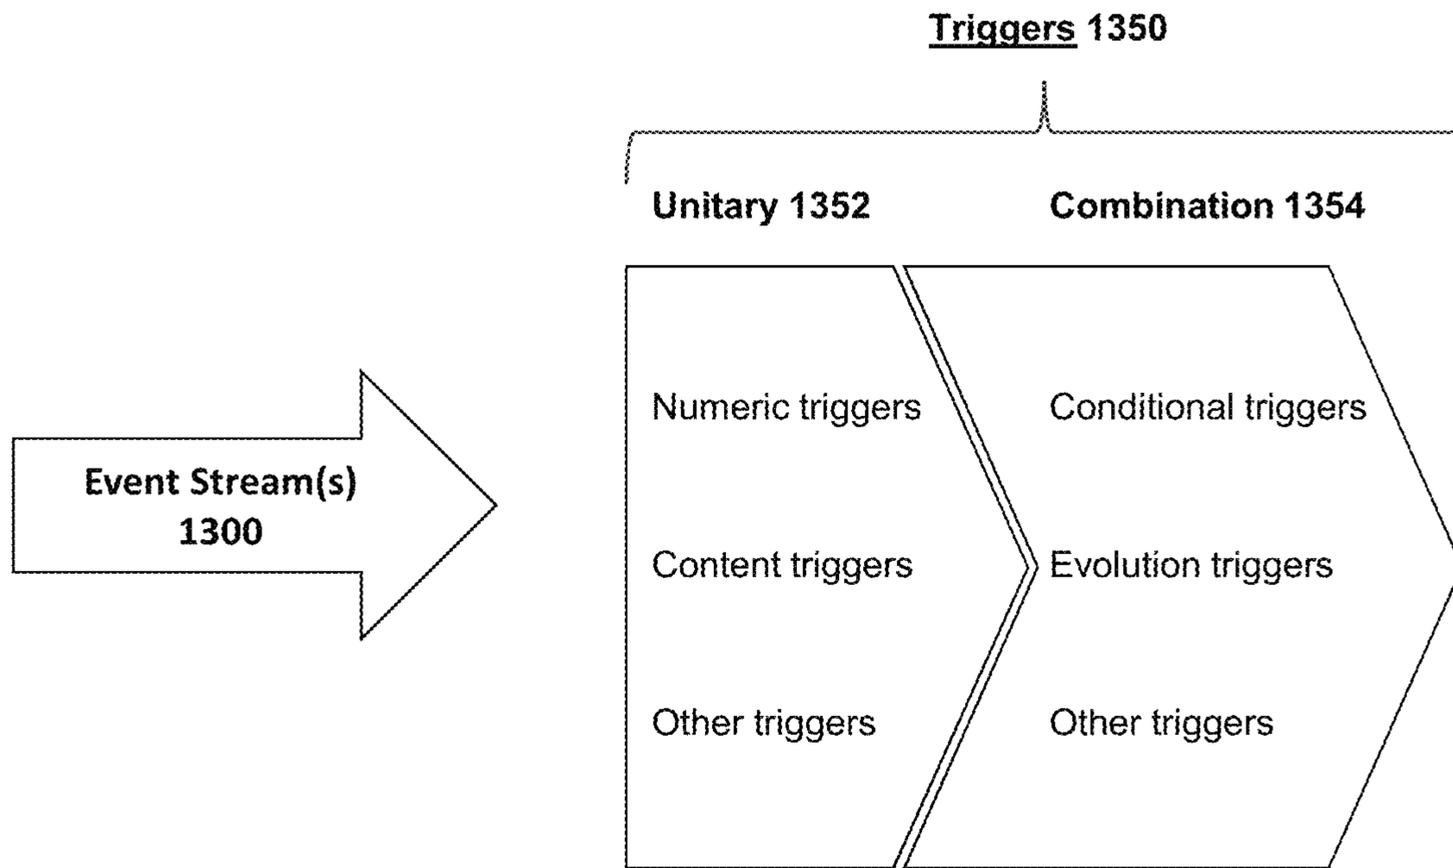 Triggers 1350
Unitary 1352
Combination 1354
Event Stream(s)
1300
Numeric triggers
Conditional triggers
Content triggers
Evolution triggers
Other triggers
Other triggers